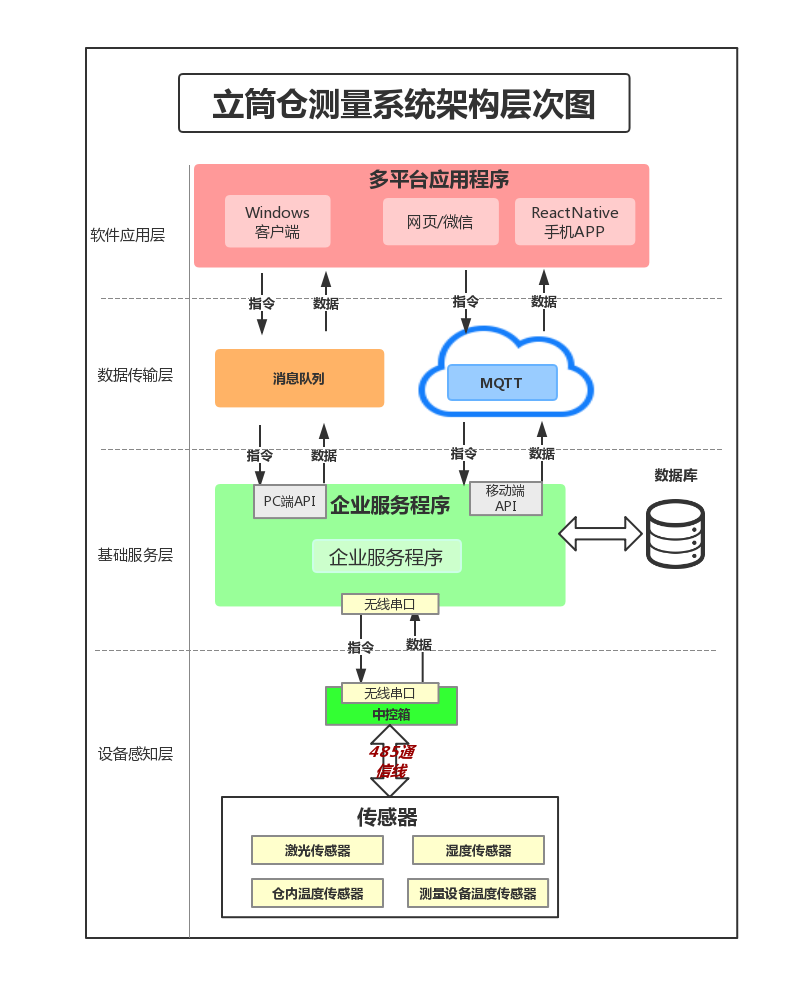 立筒仓测量系统架构层次图
多平台应用程序
Windows
客户端
网页/微信
ReactNative
手机APP
软件应用层
指令
数据
指令
数据
数据传输层
消息队列
MQTT
指令
数据
指令
数据
数据库
PC端API
企业服务程序
移动端
API
基础服务层
企业服务程序
无线串口
指令
数据
无线串口
中控箱
设备感知层
485通
信线
传感器
激光传感器
湿度传感器
仓内温度传感器
测量设备温度传感器